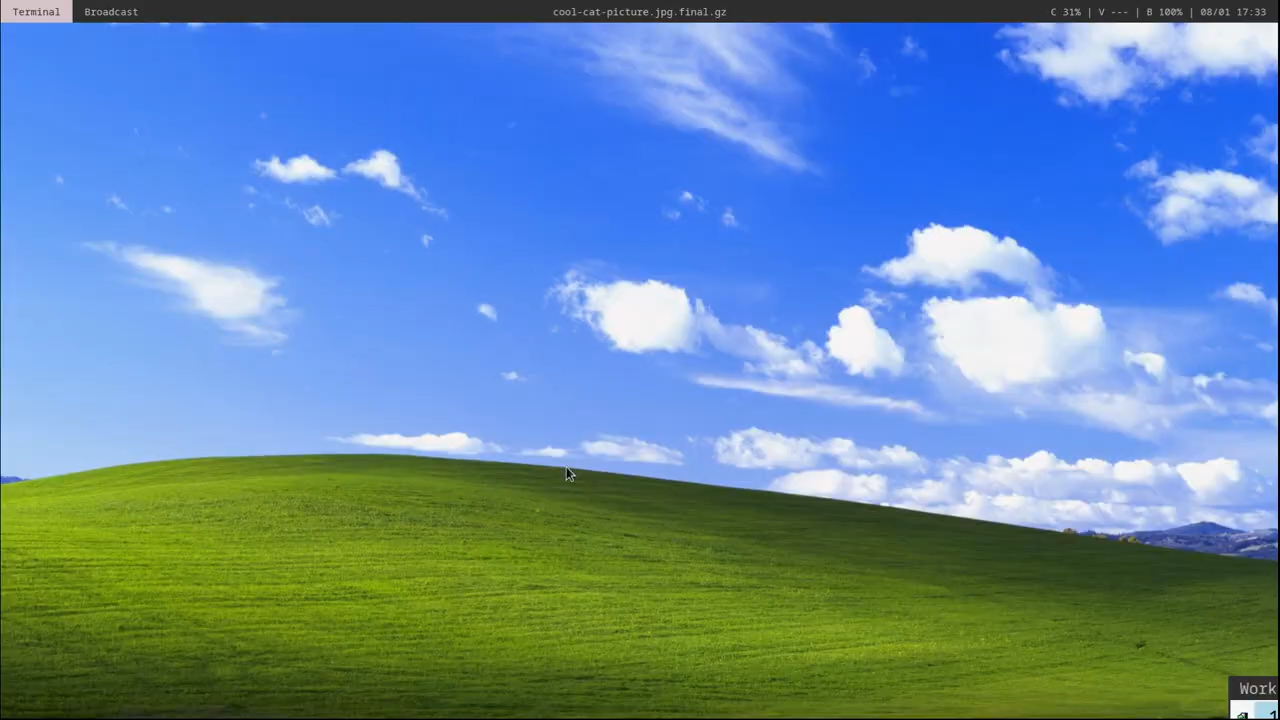 Terminal Broadcast cool-cat-picture.jpg.final.gz C 31% | V --- | B 100% | 08/01 17:33
Work